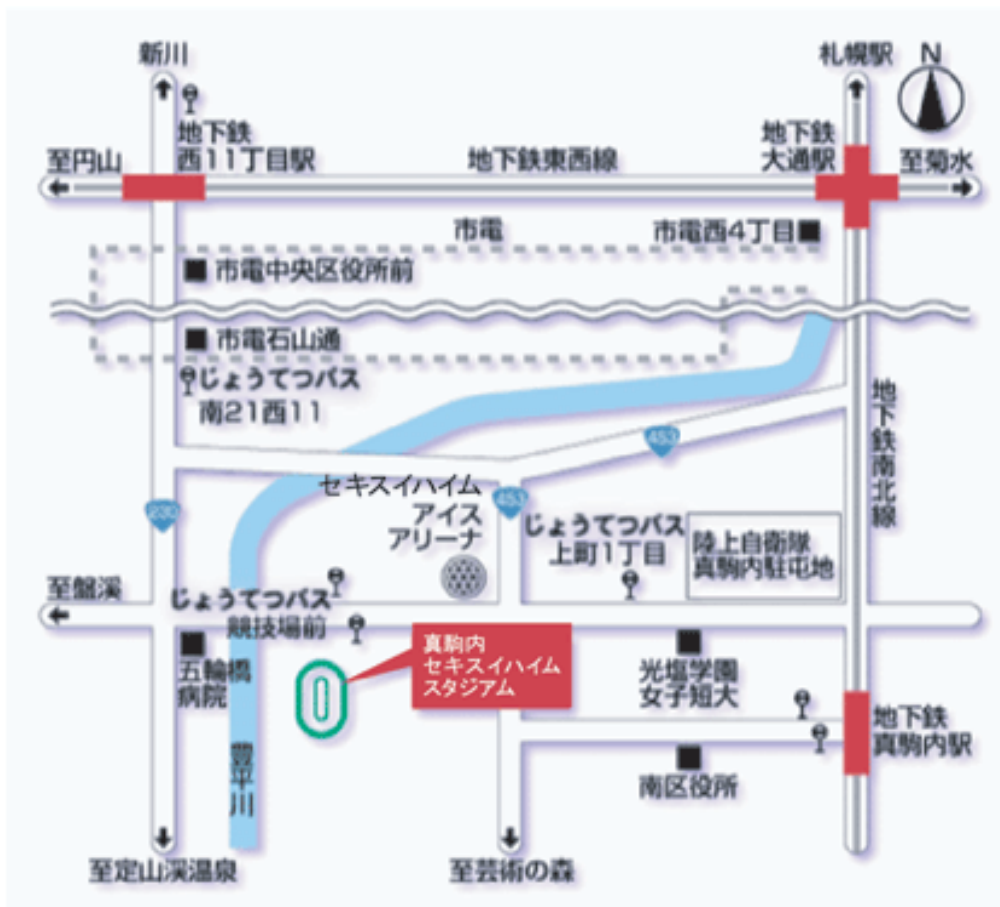 新川
札幌駅
N
地下鉄
西11丁目駅
地下鉄
大通駅
至円山
地下鉄東西線
至菊水
市電
市電西4丁目
市電中央区役所前
市電石山通
じょうてつバス
南21西11
地下鉄南北線
453
230
セキスイハイム
アイス
アリーナ
453
じょうてつバス
上町1丁目
陸上自衛隊
真駒内駐屯地
至盤渓
じょうてつバス
競技場前
真駒内
セキスイハイム
スタジアム
五輪橋
病院
光塩学園
女子短大
地下鉄
真駒内駅
豊平川
南区役所
至定山渓温泉
至芸術の森